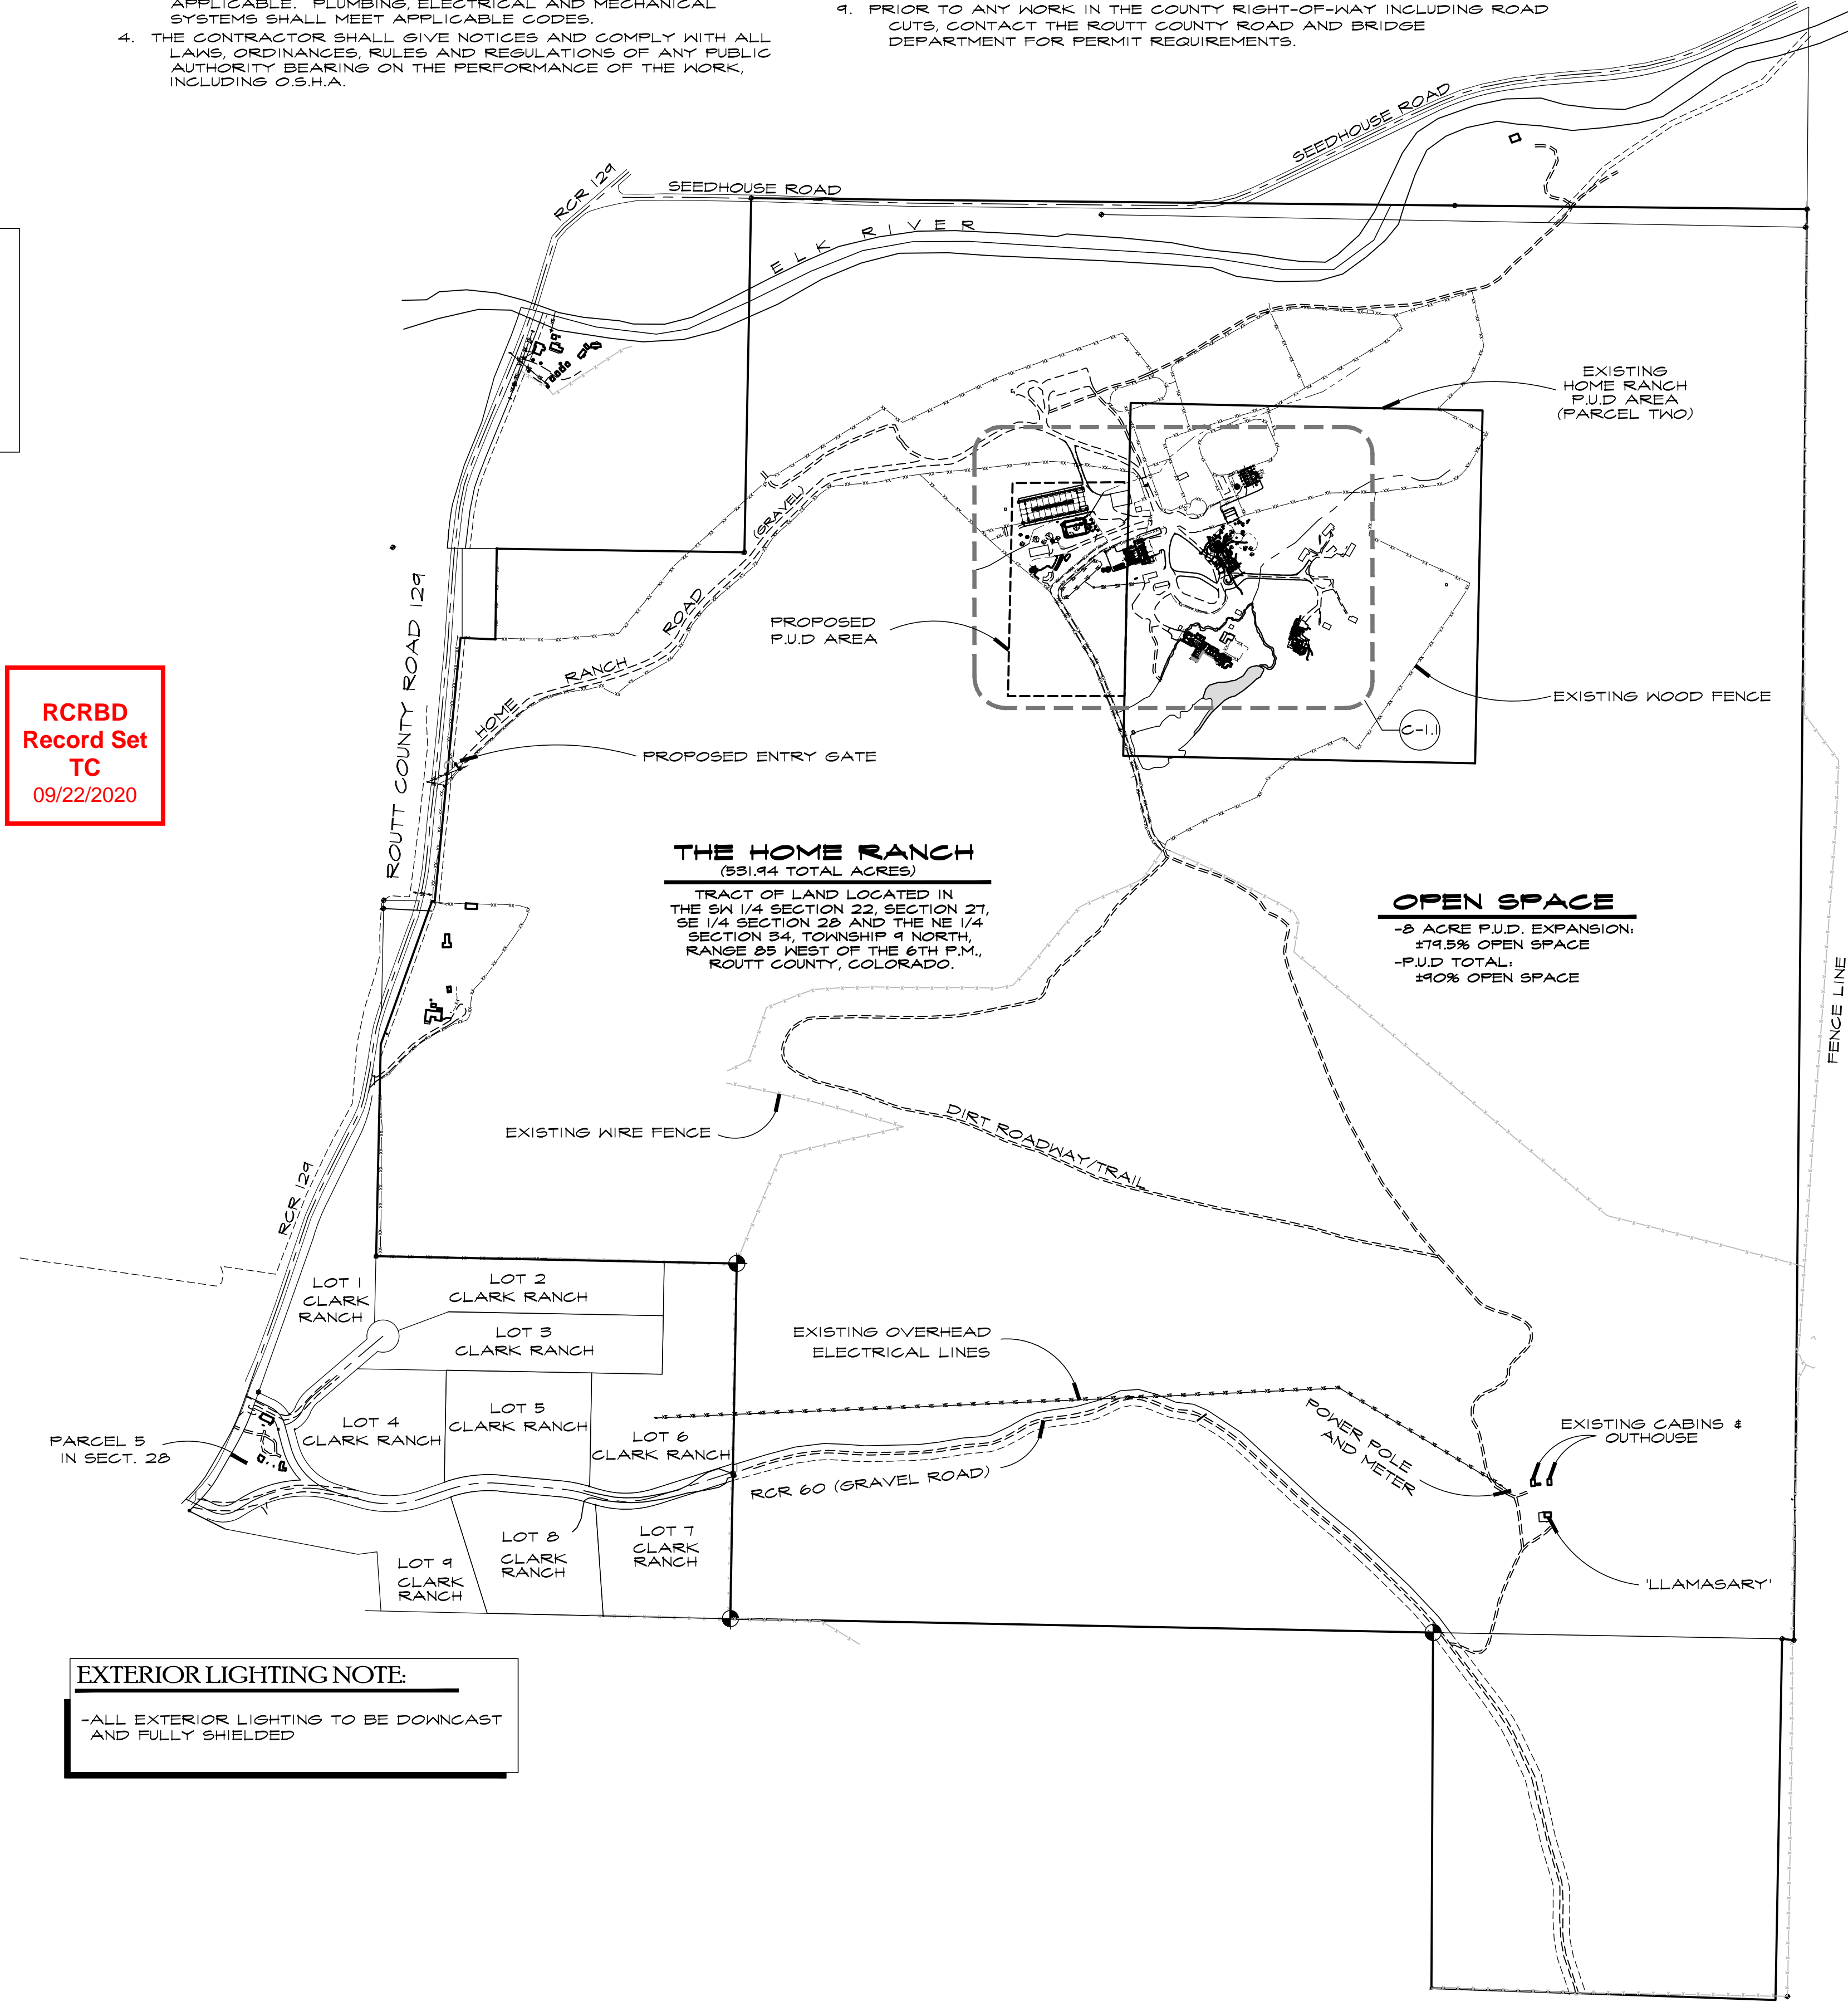 APPLICABLE. PLUMBING, ELECTRICAL AND MECHANICAL
SYSTEMS SHALL MEET APPLICABLE CODES.
4. THE CONTRACTOR SHALL GIVE NOTICES AND COMPLY WITH ALL
LAWS, ORDINANCES, RULES AND REGULATIONS OF ANY PUBLIC
AUTHORITY BEARING ON THE PERFORMANCE OF THE WORK,
INCLUDING O.S.H.A.
9. PRIOR TO ANY WORK IN THE COUNTY RIGHT-OF-WAY INCLUDING ROAD
CUTS, CONTACT THE ROUTT COUNTY ROAD AND BRIDGE
DEPARTMENT FOR PERMIT REQUIREMENTS.
SEEDHOUSE ROAD
RCR 129
SEEDHOUSE ROAD
ELK RIVER
EXISTING
HOME RANCH
P.U.D AREA
(PARCEL TWO)
(GRAVEL)
PROPOSED
P.U.D AREA
HOME RANCH ROAD
ROUTT COUNTY ROAD 129
EXISTING WOOD FENCE
C-1.1
PROPOSED ENTRY GATE
RCRBD
Record Set
TC
09/22/2020
THE HOME RANCH
(531.94 TOTAL ACRES)
TRACT OF LAND LOCATED IN
THE SW 1/4 SECTION 22, SECTION 27,
SE 1/4 SECTION 28 AND THE NE 1/4
SECTION 34, TOWNSHIP 9 NORTH,
RANGE 85 WEST OF THE 6TH P.M.,
ROUTT COUNTY, COLORADO.
OPEN SPACE
-8 ACRE P.U.D. EXPANSION:
±79.5% OPEN SPACE
-P.U.D TOTAL:
±90% OPEN SPACE
FENCE LINE
EXISTING WIRE FENCE
DIRT ROADWAY/TRAIL
RCR 129
LOT 1
CLARK
RANCH
LOT 2
CLARK RANCH
LOT 3
CLARK RANCH
LOT 4
CLARK RANCH
LOT 5
CLARK RANCH
LOT 6
CLARK RANCH
EXISTING OVERHEAD
ELECTRICAL LINES
POWER POLE
AND METER
EXISTING CABINS &
OUTHOUSE
PARCEL 5
IN SECT. 28
RCR 60 (GRAVEL ROAD)
LOT 7
CLARK
RANCH
LOT 8
CLARK
RANCH
LOT 9
CLARK
RANCH
'LLAMASARY'
EXTERIOR LIGHTING NOTE:
-ALL EXTERIOR LIGHTING TO BE DOWNCAST
AND FULLY SHIELDED